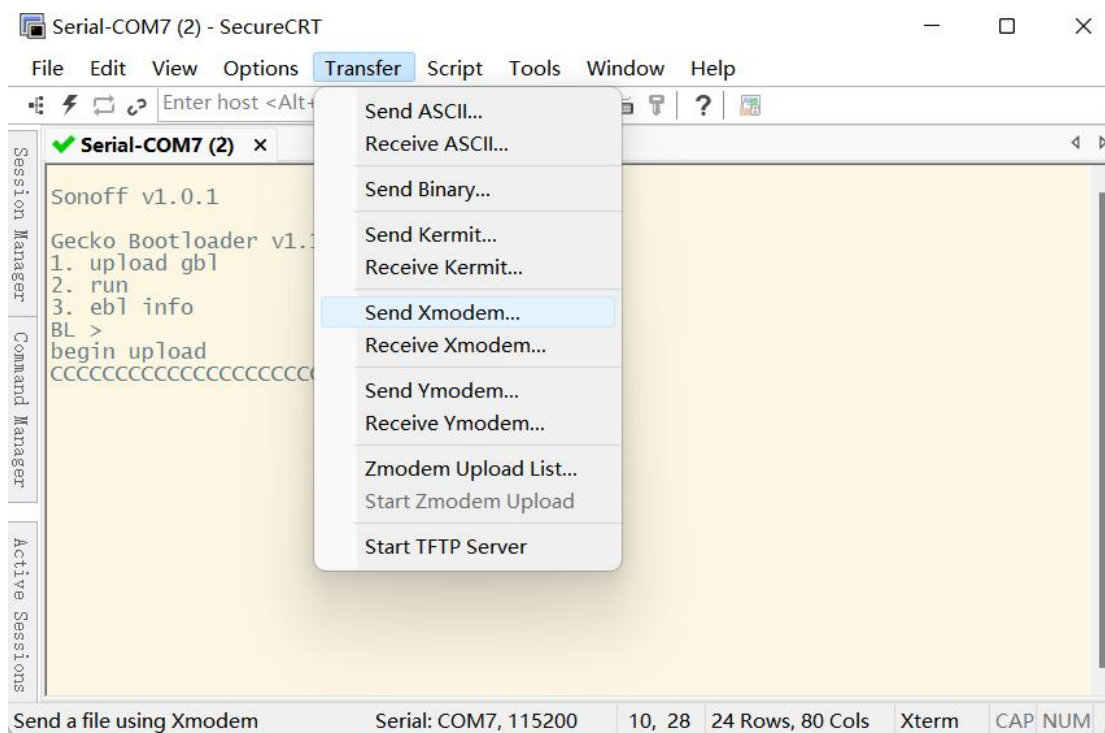 Serial-COM7 (2) - SecureCRT
File Edit View Options Transfer Script Tools Window Help
Enter host <Alt+
?
Serial-COM7 (2) ×
Session Manager
Command Manager
Active Sessions
Sonoff v1.0.1
Gecko Bootloader v1.
1. upload gbl
2. run
3. ebl info
BL >
begin upload
CCCCCCCCCCCCCCCCCCCC
Send ASCII...
Receive ASCII...
Send Binary...
Send Kermit...
Receive Kermit...
Send Xmodem...
Receive Xmodem...
Send Ymodem...
Receive Ymodem...
Zmodem Upload List...
Start Zmodem Upload
Start TFTP Server
Send a file using Xmodem Serial: COM7, 115200 10, 28 24 Rows, 80 Cols Xterm CAP NUM